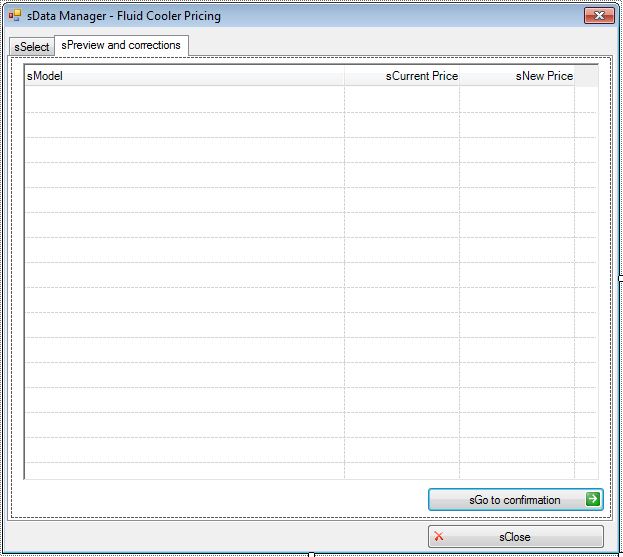 sData Manager - Fluid Cooler Pricing
sSelect sPreview and corrections
sModel sCurrent Price sNew Price
sGo to confirmation
sClose